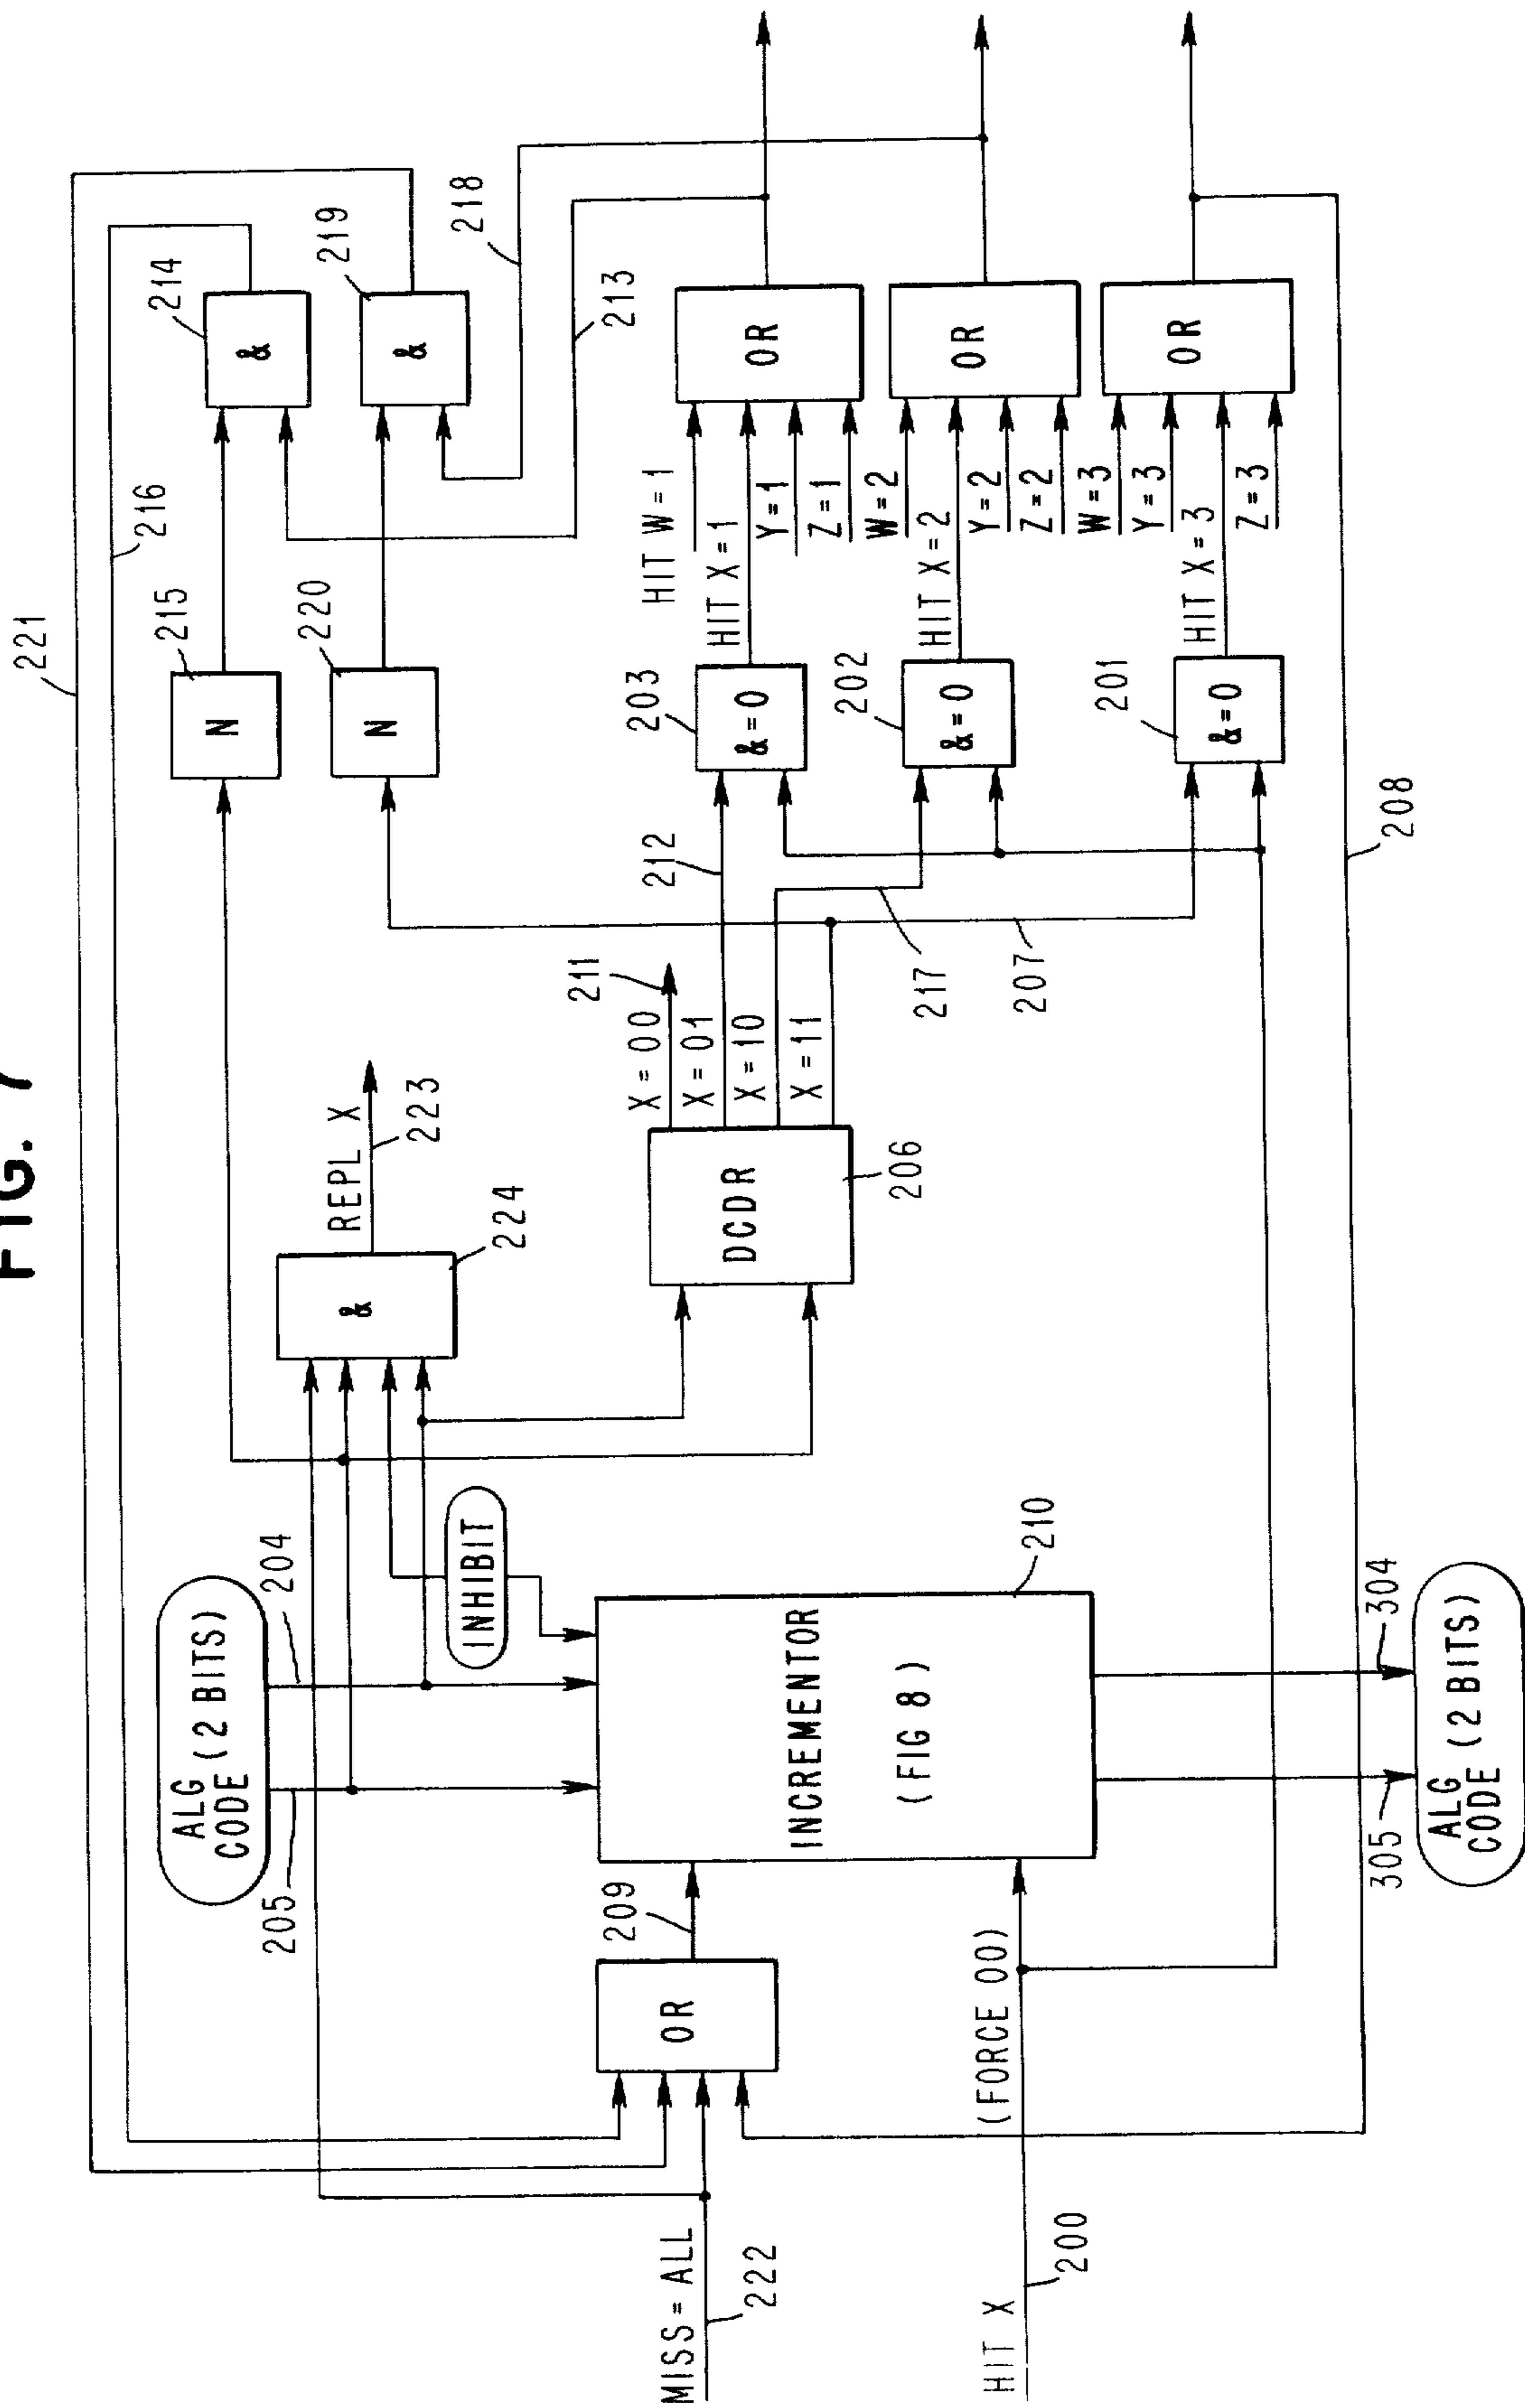 FIG. 7
221
216
214
219
218
213
215
220
&
&
N
N
HIT W=1
HIT X=1
Y=1
Z=1
OR
W=2
HIT X=2
Y=2
Z=2
OR
W=3
Y=3
HIT X=3
Z=3
OR
203
& = 0
202
& = 0
201
& = 0
208
212
211
217
207
X = 00
X = 01
X = 10
X = 11
DCDR
206
REPL X
223
224
&
ALG
CODE (2 BITS)
204
205
INHIBIT
INCREMENTOR
(FIG 8)
210
209
OR
(FORCE 00)
MISS = ALL
222
HIT X
200
304
305
ALG
CODE (2 BITS)